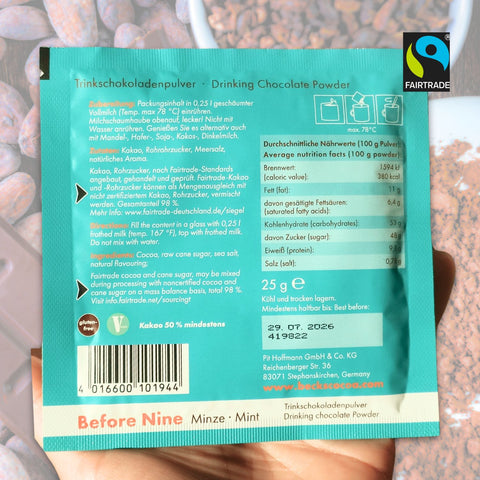 FAIRTRADE
Trinkschokoladenpulver · Drinking Chocolate Powder
Zubereitung: Packungsinhalt in 0,25 l geschäumter
Vollmilch (Temp. max 78 °C) einrühren.
Milchschaumhaube obenauf, lecker! Nicht mit
Wasser anrühren. Genießen Sie es alternativ auch
mit Mandel-, Hafer-, Soja-, Kokos-, Dinkelmilch.
Zutaten: Kakao, Rohrohrzucker, Meersalz,
natürliches Aroma.
Kakao, Rohrzucker, nach Fairtrade-Standards
angebaut, gehandelt und geprüft. Fairtrade Kakao-
und -Rohrzucker können als Mengenausgleich mit
nicht zertifiziertem Kakao, Rohrzucker, vermischt
werden. Gesamtanteil 98 %.
Mehr Info: www.fairtrade-deutschland.de/siegel
Directions: Fill the content in a glass with 0,25 l
frothed milk (temp. 167 °F), top with frothed milk.
Do not mix with water.
Ingredients: Cocoa, raw cane sugar, sea salt,
natural flavouring.
Fairtrade cocoa and cane sugar, may be mixed
during processing with noncertified cocoa and
cane sugar on a mass balance basis, total 98 %.
Visit info.fairtrade.net/sourcing†
gluten-
free
V
Kakao 50 % mindestens
4 016600 101944
max. 78°C
Durchschnittliche Nährwerte (100 g Pulver)
Average nutrition facts (100 g powder):
Brennwert 1594 kJ
(caloric value): 380 kcal
Fett (fat): 11 g
davon gesättigte Fettsäuren: 6,4 g
(saturated fatty acids):
Kohlenhydrate (carbohydrates): 53 g
davon Zucker (sugar): 48 g
Eiweiß (protein):
Salz (salt):
25 g e
Kühl und trocken lagern.
Mindestens haltbar bis: Best before:
29. 07. 2026
419822
Pit Hoffmann GmbH & Co. KG
Reichenberger Str. 36
83071 Stephanskirchen, Germany
www.beckscocoa.com
Before Nine Minze · Mint
Trinkschokoladenpulver
Drinking chocolate Powder